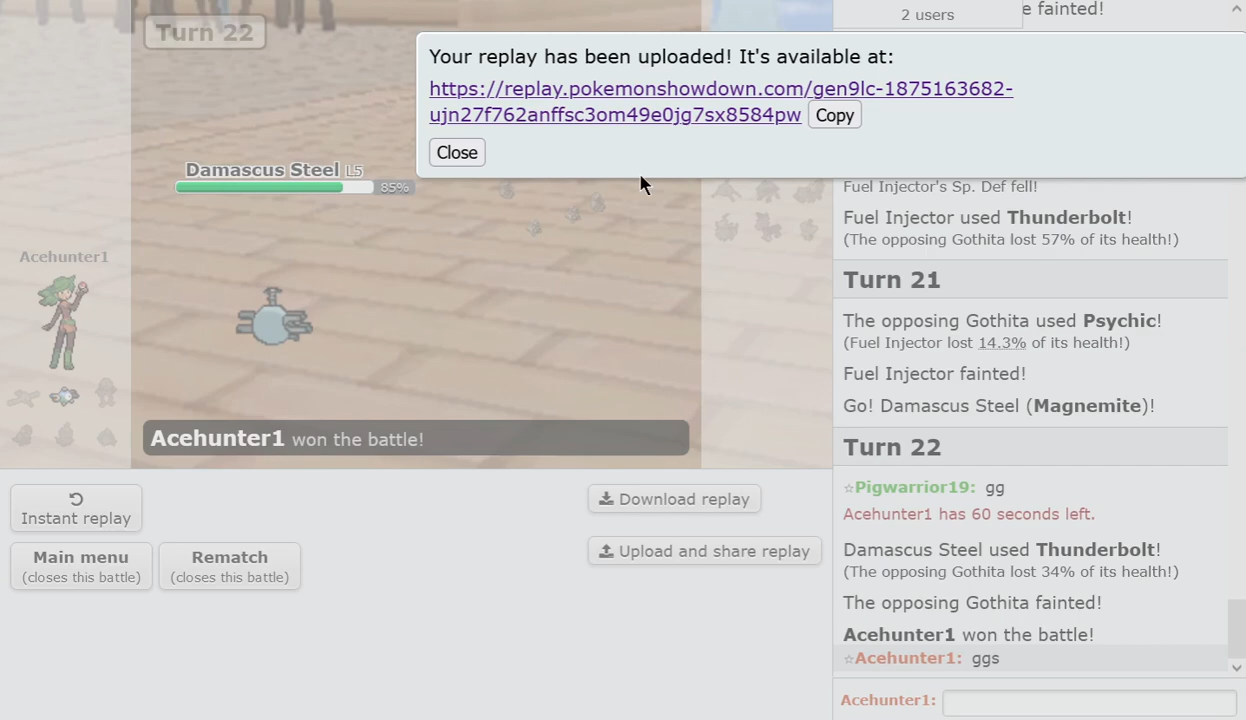 Turn 22
2 users
e fainted!
Your replay has been uploaded! It's available at:
https://replay.pokemonshowdown.com/gen9lc-1875163682-
ujn27f762anffsc3om49e0jg7sx8584pw Copy
Close
Damascus Steel L5
85%
Acehunter1
Acehunter1 won the battle!
Instant replay
Download replay
Upload and share replay
Main menu
(closes this battle)
Rematch
(closes this battle)
Fuel Injector's Sp. Def fell!
Fuel Injector used Thunderbolt!
(The opposing Gothita lost 57% of its health!)
Turn 21
The opposing Gothita used Psychic!
(Fuel Injector lost 14.3% of its health!)
Fuel Injector fainted!
Go! Damascus Steel (Magnemite)!
Turn 22
☆Pigwarrior19: gg
Acehunter1 has 60 seconds left.
Damascus Steel used Thunderbolt!
(The opposing Gothita lost 34% of its health!)
The opposing Gothita fainted!
Acehunter1 won the battle!
☆Acehunter1: ggs
Acehunter1: